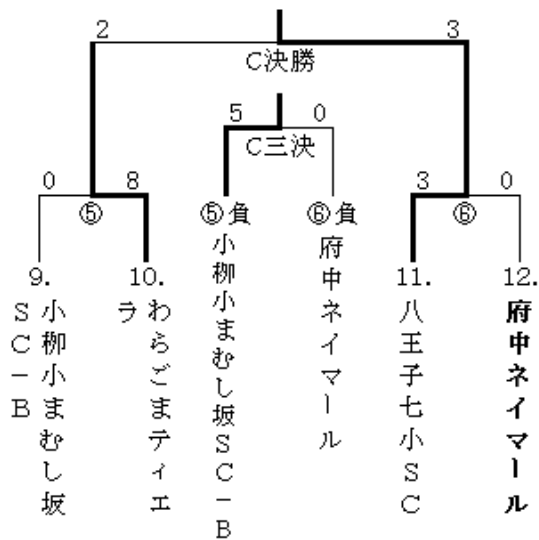 2 3
C決勝
5 0
C三決
0 8 3 0
⑤ ⑤負 ⑥負 ⑥
9. 10. 11. 12.
小柳小まむし坂
SC-B
わらごまティエ
ラ
小柳小まむし坂SC-B
府中ネイマール
八王子七小SC
府中ネイマール